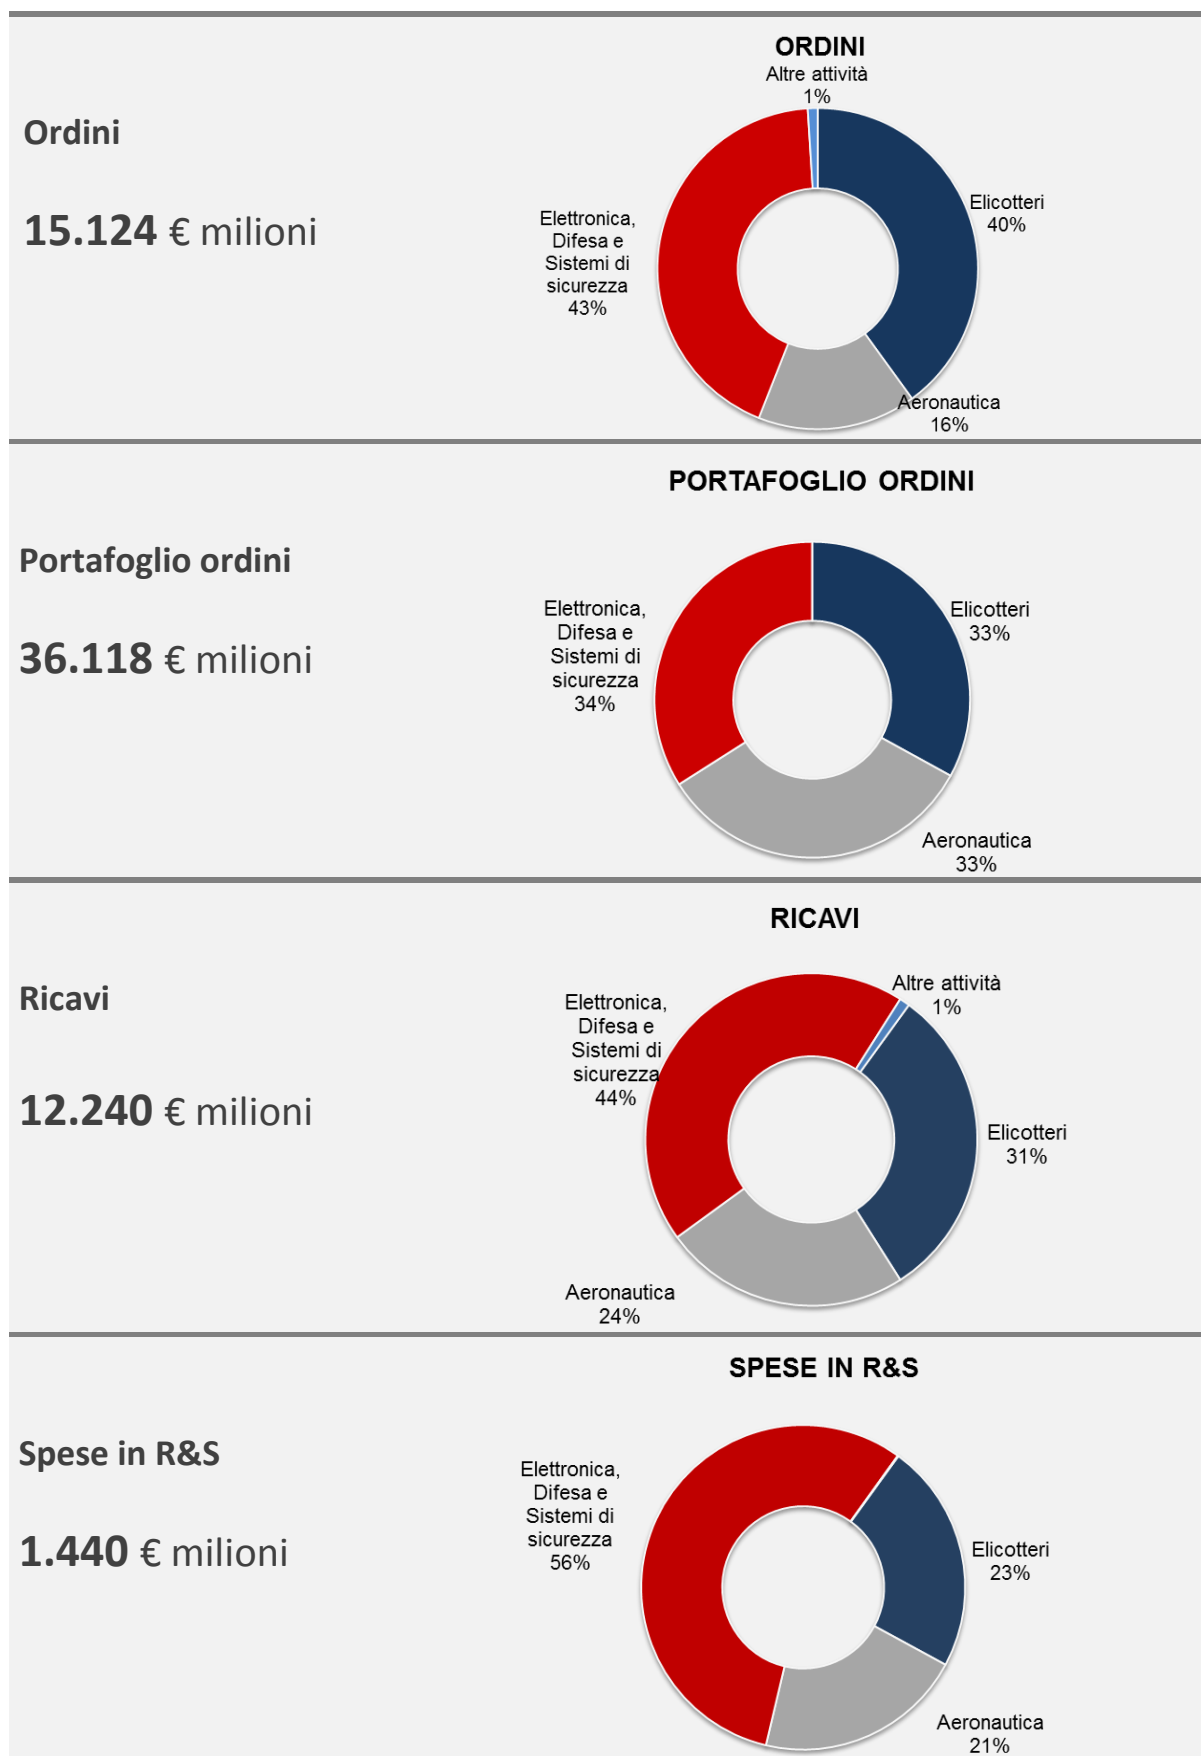 ORDINI
Altre attività
1%
Ordini
15.124 € milioni
Elicotteri
40%
Elettronica,
Difesa e
Sistemi di
sicurezza
43%
Aeronautica
16%
PORTAFOGLIO ORDINI
Portafoglio ordini
36.118 € milioni
Elettronica,
Difesa e
Sistemi di
sicurezza
34%
Elicotteri
33%
Aeronautica
33%
RICAVI
Ricavi
12.240 € milioni
Altre attività
1%
Elettronica,
Difesa e
Sistemi di
sicurezza
44%
Elicotteri
31%
Aeronautica
24%
SPESE IN R&S
Spese in R&S
1.440 € milioni
Elettronica,
Difesa e
Sistemi di
sicurezza
56%
Elicotteri
23%
Aeronautica
21%